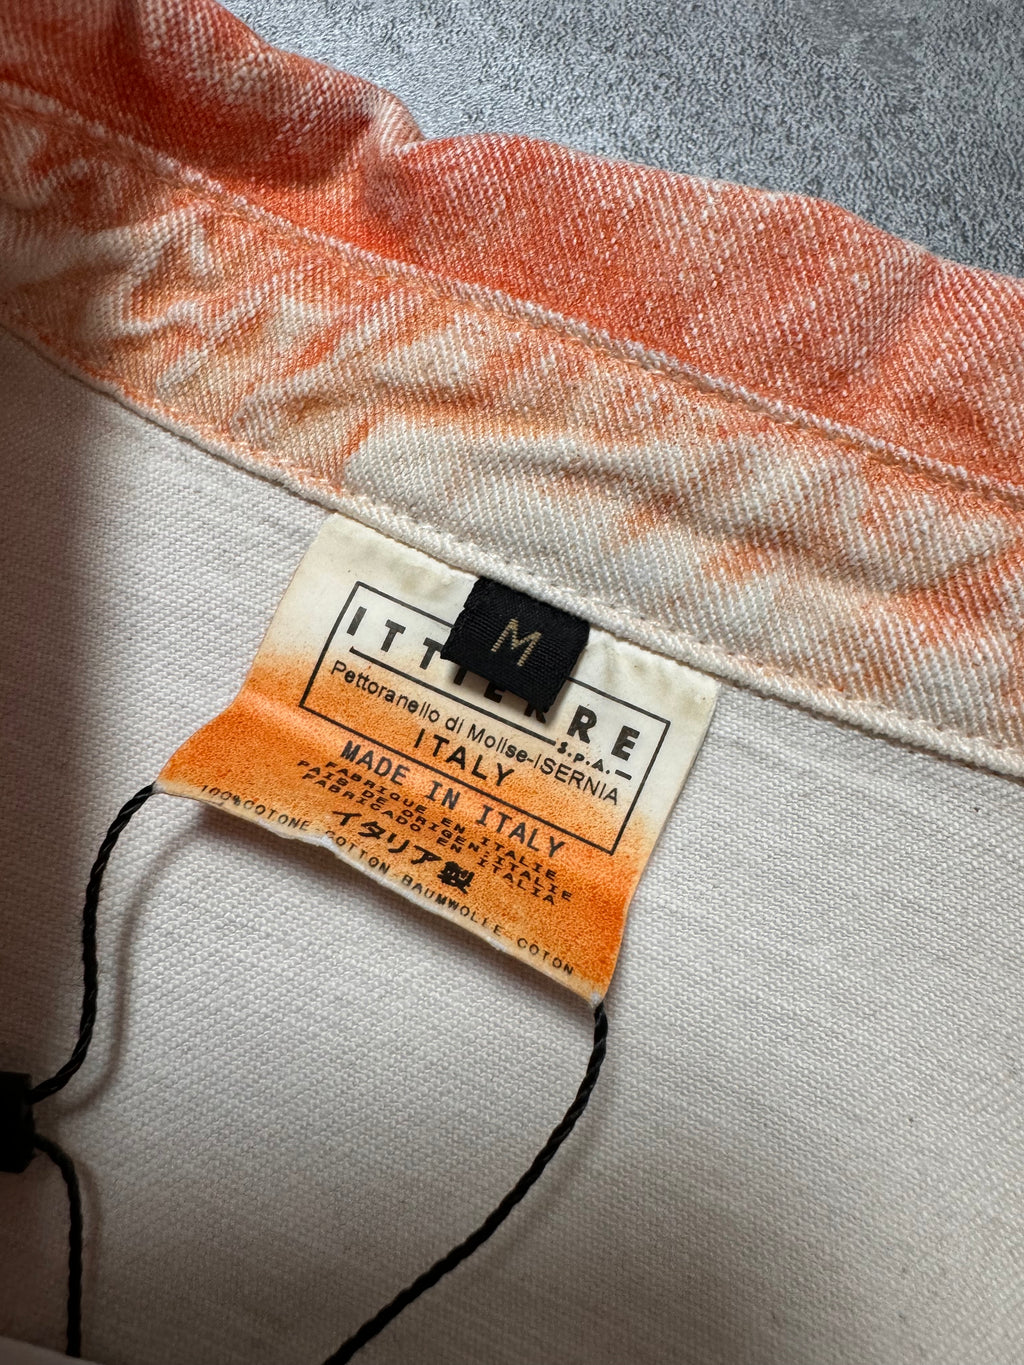 M
ITTIERRE
S.P.A.
Pettoranello di Molise-ISERNIA
ITALY
MADE IN ITALY
FABRIQUE EN ITALIE
PAIS DE ORIGEN:ITALIE
FABRICADO EN ITALIA
イタリア製
100%COTONE-COTTON-BAUMWOLLE-COTON